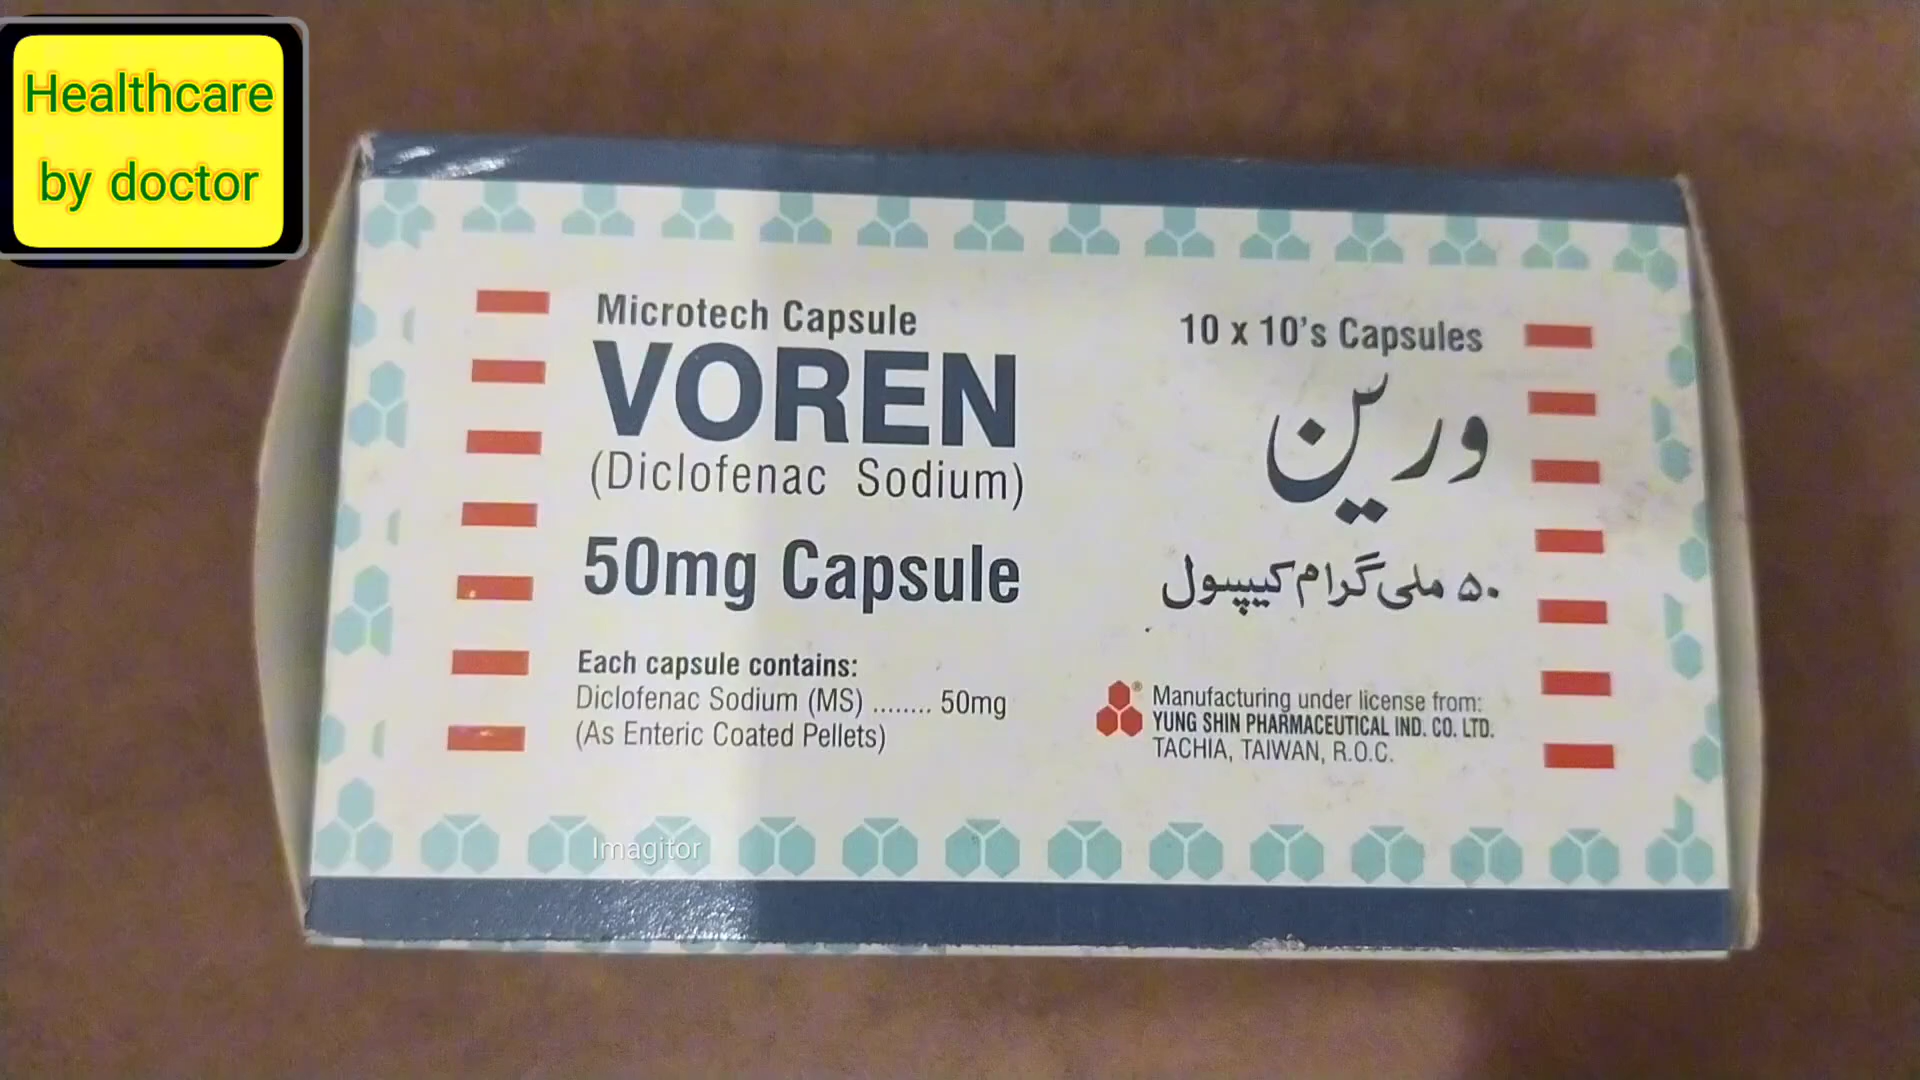 Healthcare
by doctor
Microtech Capsule
VOREN
(Diclofenac Sodium)
50mg Capsule
Each capsule contains:
Diclofenac Sodium (MS) ........ 50mg
(As Enteric Coated Pellets)
10 x 10's Capsules
ورین
۵۰ ملی گرام کیپسول
®
Manufacturing under license from:
YUNG SHIN PHARMACEUTICAL IND. CO. LTD.
TACHIA, TAIWAN, R.O.C.
Imagitor